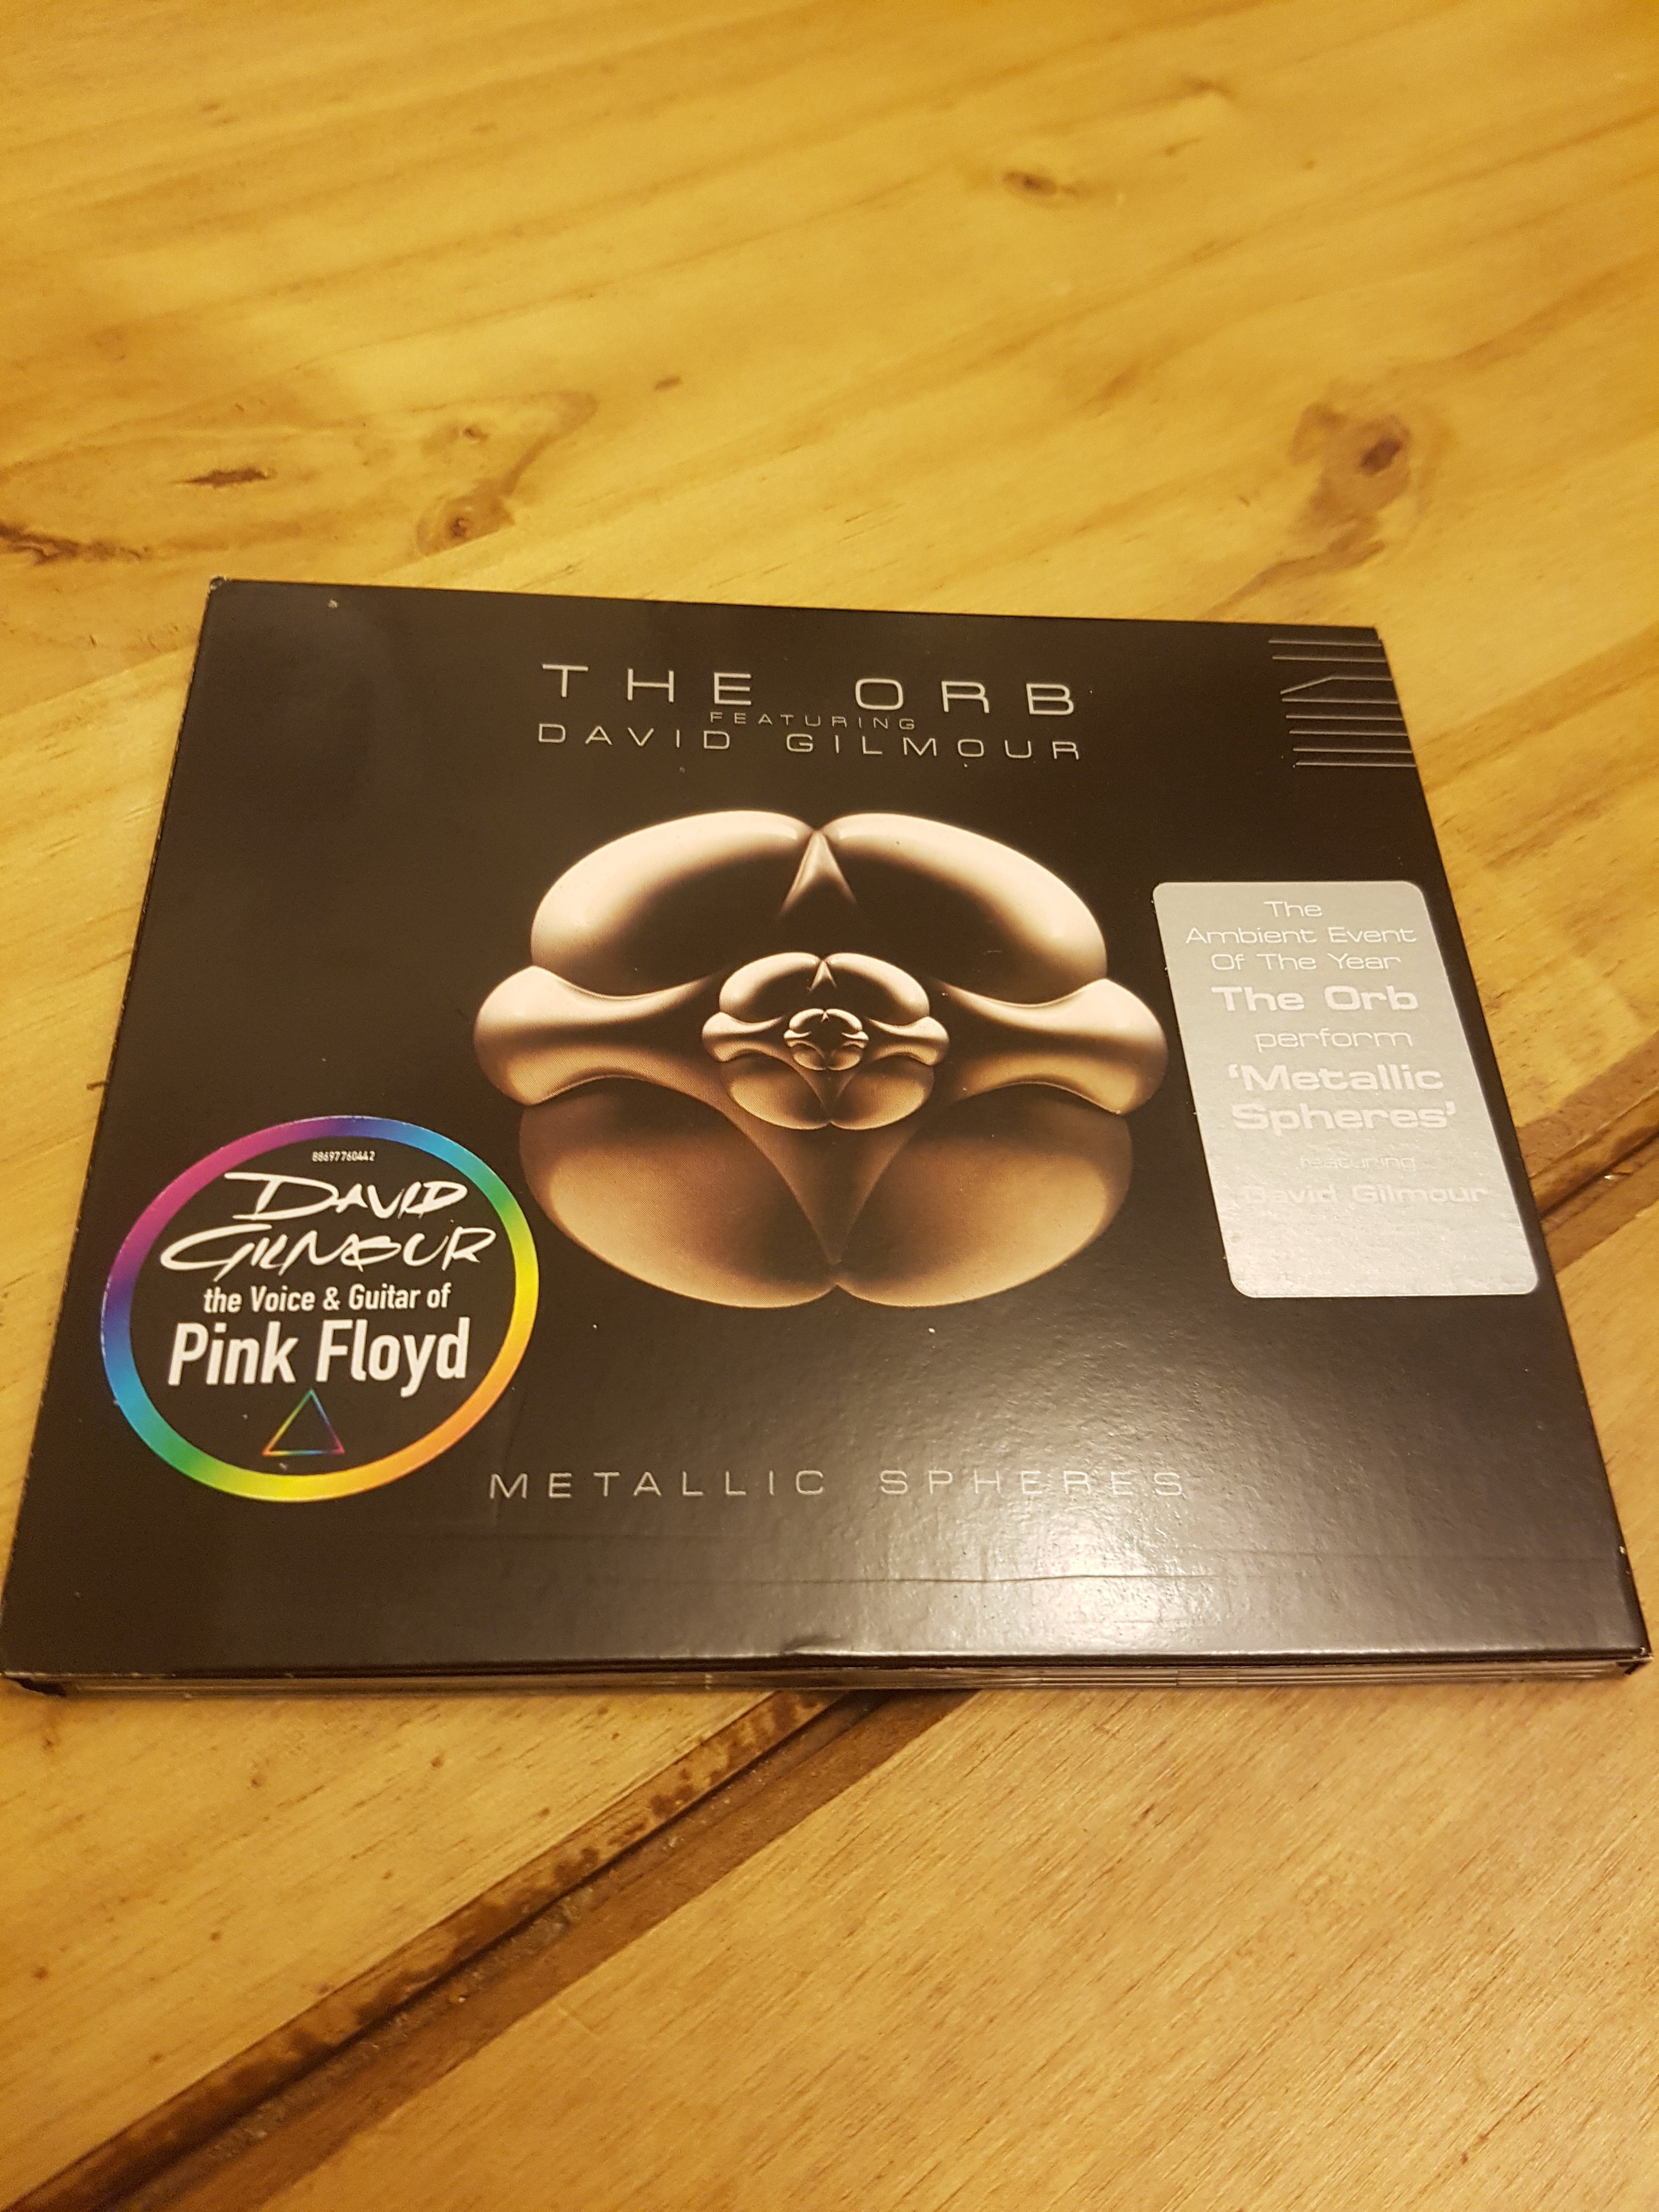 THE ORB
FEATURING
DAVID GILMOUR
The
Ambient Event
Of The Year
The Orb
perform
'Metallic
Spheres'
featuring
David Gilmour
88697760442
DAVID
GILMOUR
the Voice & Guitar of
Pink Floyd
METALLIC SPHERES